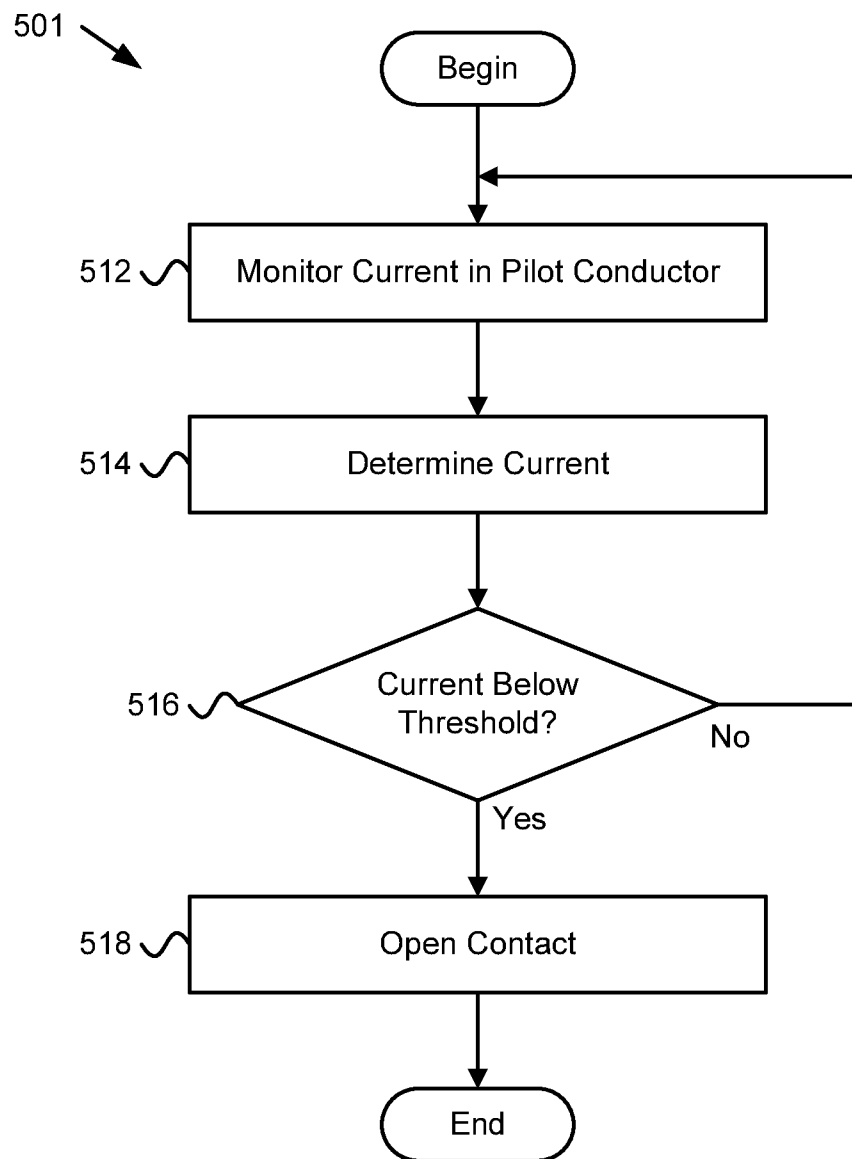 501
Begin
512
Monitor Current in Pilot Conductor
514
Determine Current
516
Current Below
Threshold?
No
Yes
518
Open Contact
End